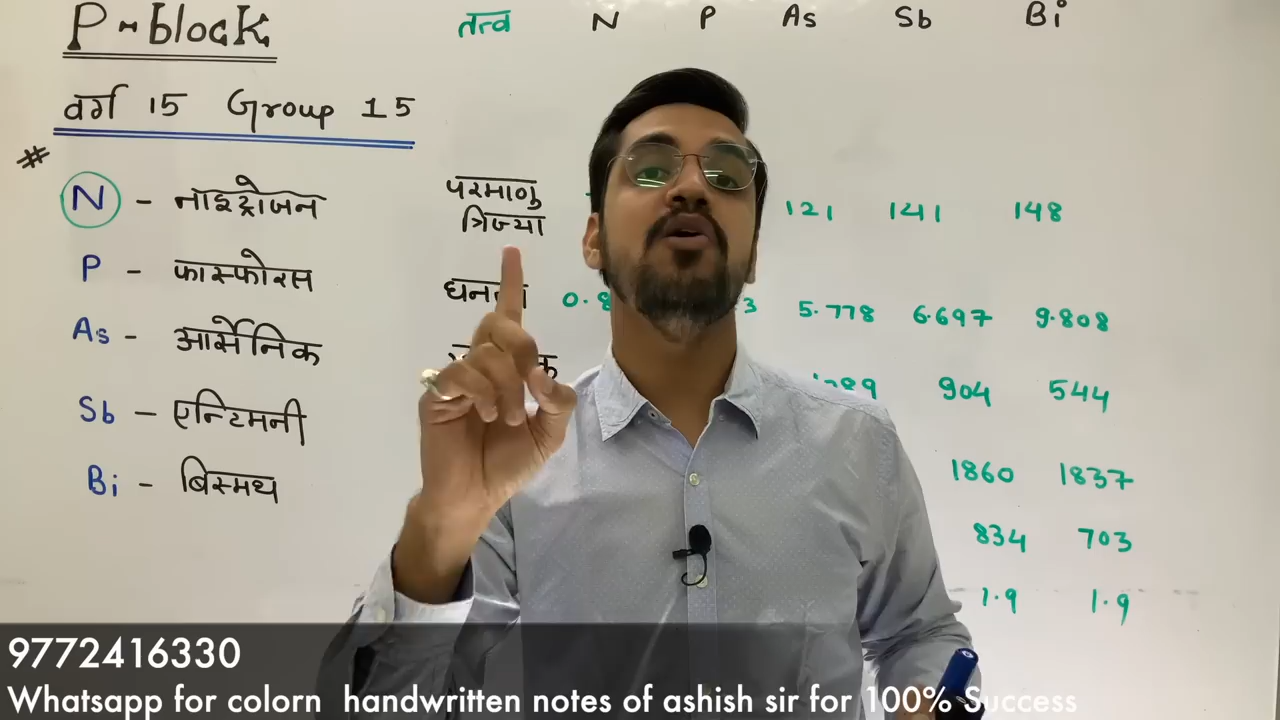 P-block
तत्व N P As Sb Bi
वर्ग 15 Group 15
# N - नाइट्रोजन
परमाणु
त्रिज्या 121 141 148
P - फास्फोरस
5.778 6.697 9.808
As - आर्सेनिक
904 544
Sb - एन्टिमनी
1860 1837
Bi - बिस्मथ
834 703
1.9 1.9
9772416330
Whatsapp for colorn handwritten notes of ashish sir for 100% Success